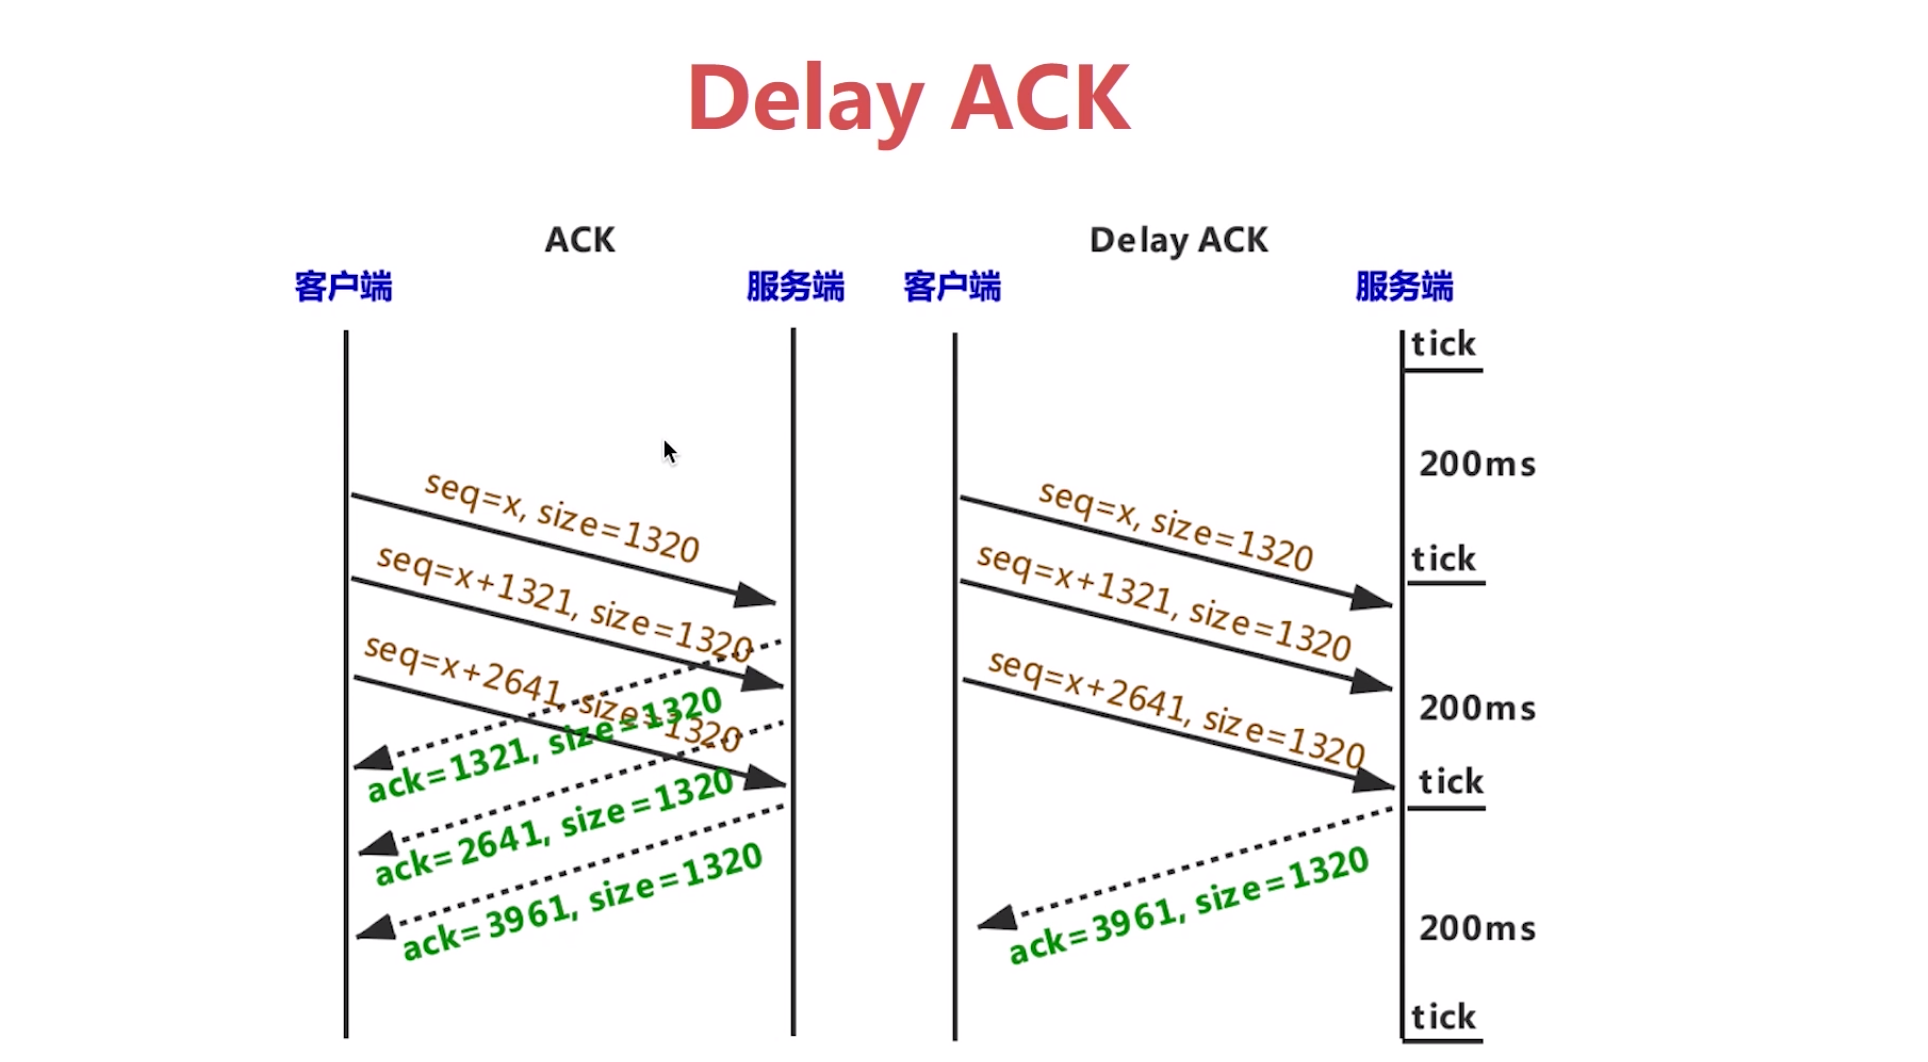 Delay ACK
ACK
客户端
服务端
seq=x, size=1320
seq=x+1321, size=1320
seq=x+2641, size=1320
ack=1321, size=1320
ack=2641, size=1320
ack=3961, size=1320
Delay ACK
客户端
服务端
tick
200ms
tick
200ms
tick
200ms
tick
seq=x, size=1320
seq=x+1321, size=1320
seq=x+2641, size=1320
ack=3961, size=1320